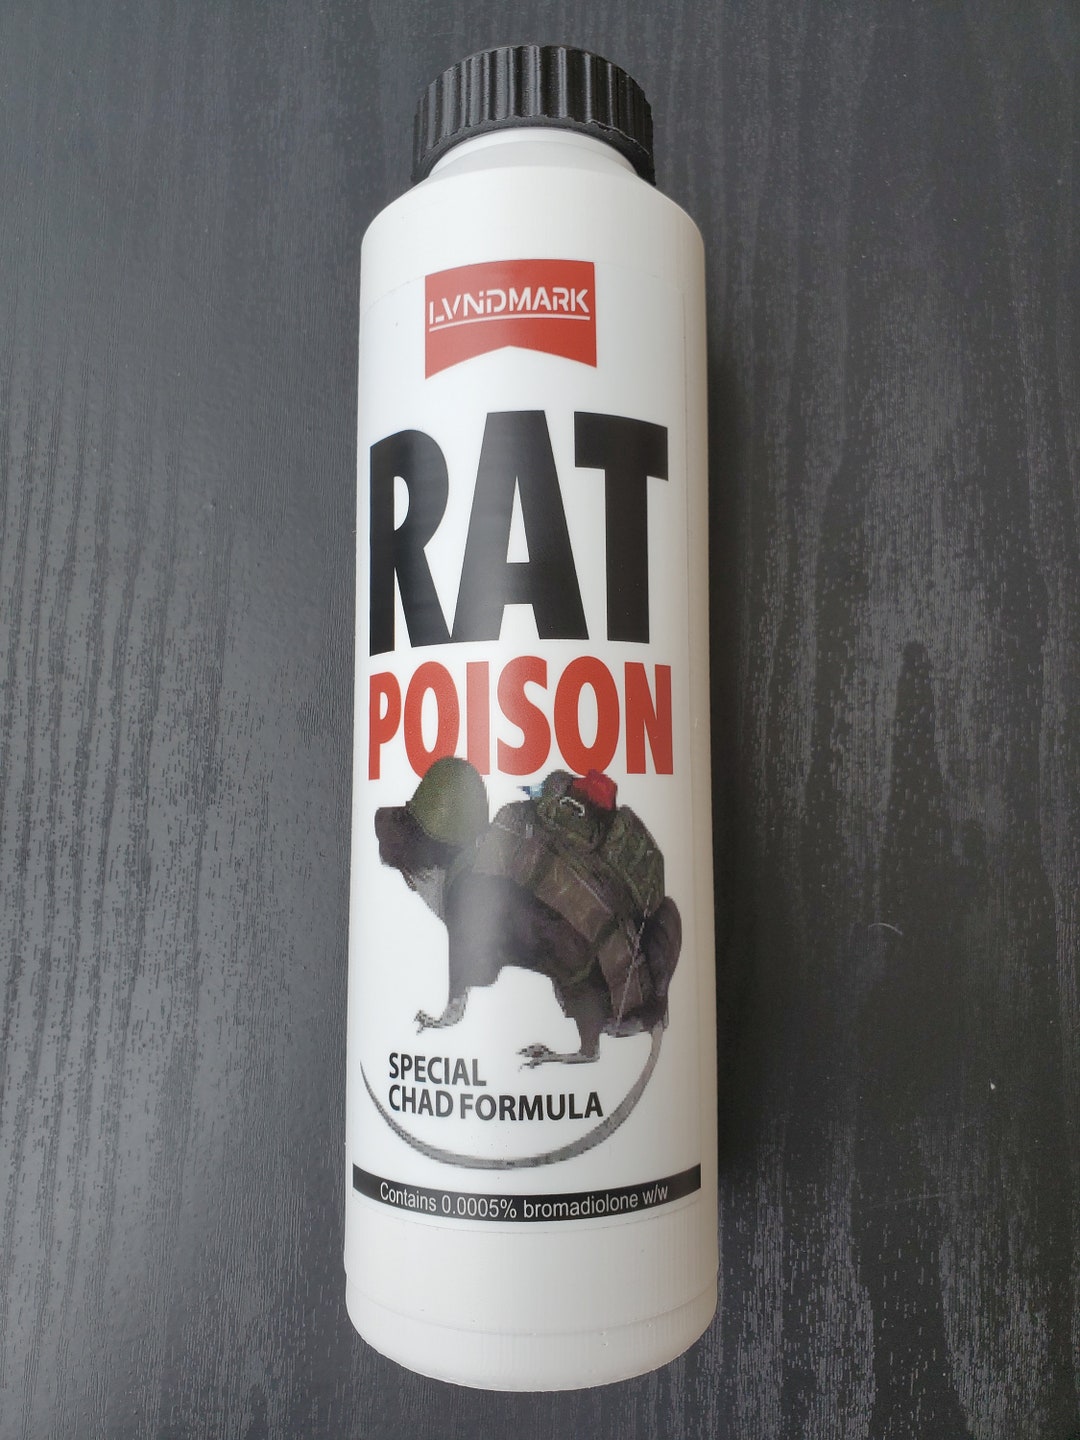 LVNDMARK
RAT
POISON
SPECIAL
CHAD FORMULA
Contains 0.0005% bromadiolone w/w